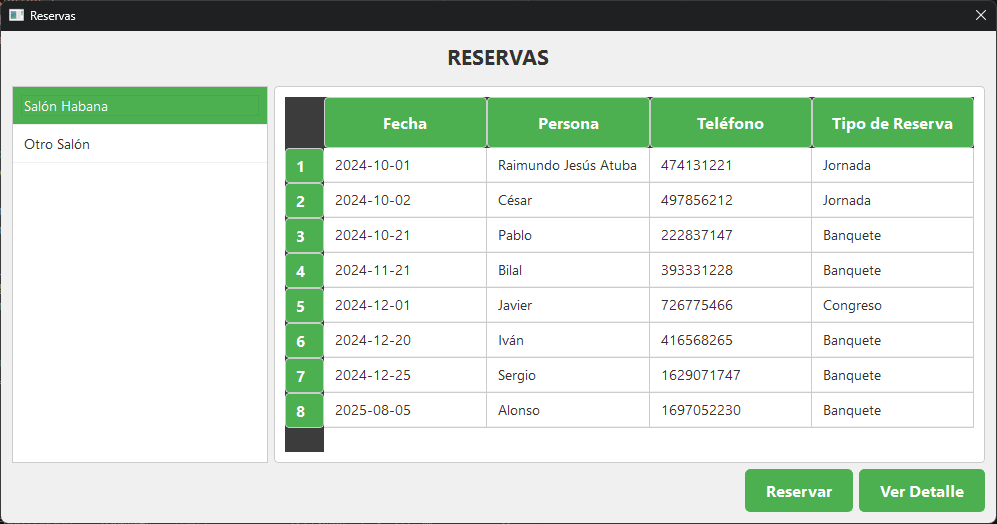 Reservas
RESERVAS
Salón Habana
Otro Salón
Fecha Persona Teléfono Tipo de Reserva
1 2024-10-01 Raimundo Jesús Atuba 474131221 Jornada
2 2024-10-02 César 497856212 Jornada
3 2024-10-21 Pablo 222837147 Banquete
4 2024-11-21 Bilal 393331228 Banquete
5 2024-12-01 Javier 726775466 Congreso
6 2024-12-20 Iván 416568265 Banquete
7 2024-12-25 Sergio 1629071747 Banquete
8 2025-08-05 Alonso 1697052230 Banquete
Reservar Ver Detalle